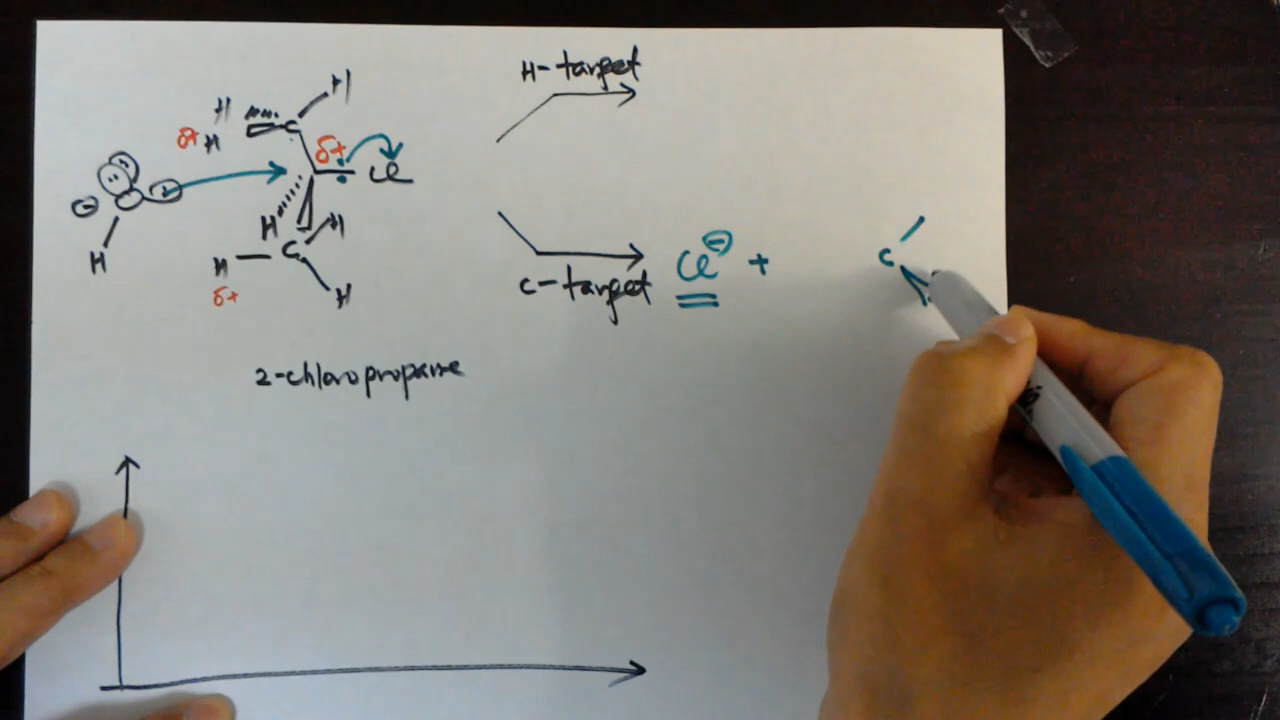 H-target
H
H
C
δ+
H
δ+
Cl
⊖
H
H
H
C
H
H
δ+
Cl⊖ +
C
C-target
2-chloropropane